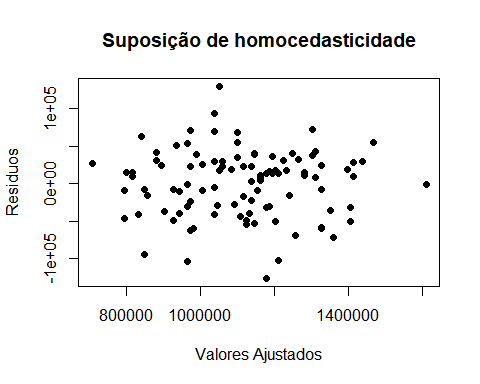 Suposição de homocedasticidade
Resíduos
1e+05
0e+00
-1e+05
800000
1000000
1400000
Valores Ajustados